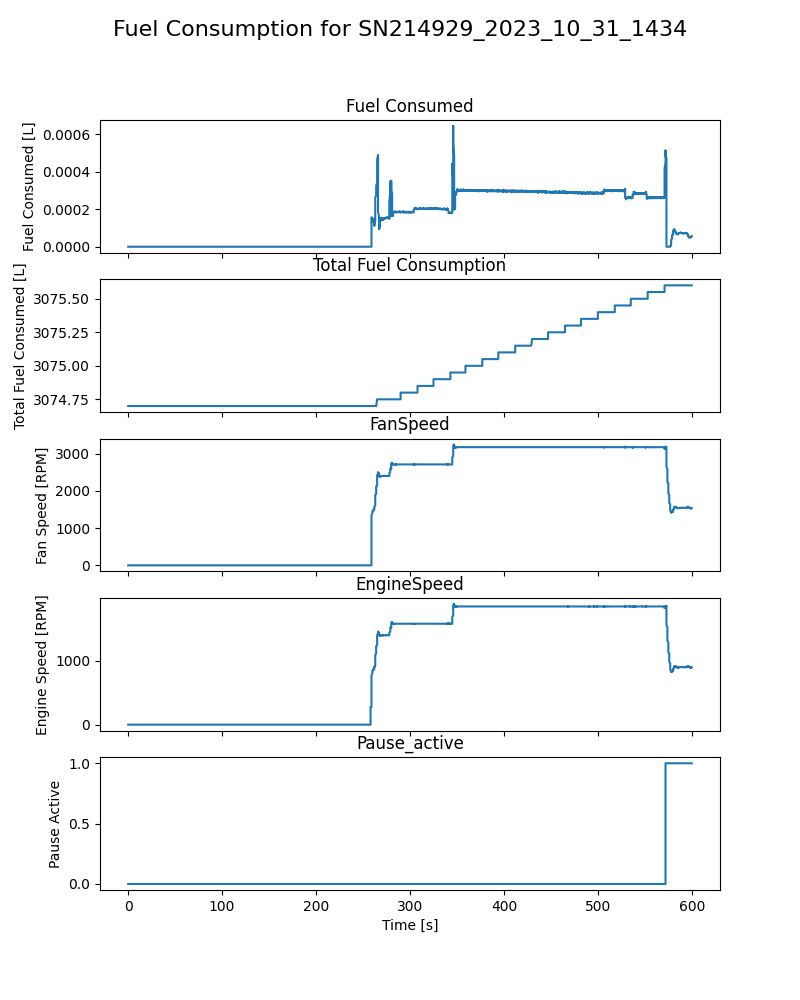 Fuel Consumption for SN214929_2023_10_31_1434
Fuel Consumed
Fuel Consumed [L]
0.0006
0.0004
0.0002
0.0000
Total Fuel Consumption
Total Fuel Consumed [L]
3075.50
3075.25
3075.00
3074.75
FanSpeed
Fan Speed [RPM]
3000
2000
1000
0
EngineSpeed
Engine Speed [RPM]
1000
0
Pause_active
Pause Active
1.0
0.5
0.0
0 100 200 300 400 500 600
Time [s]